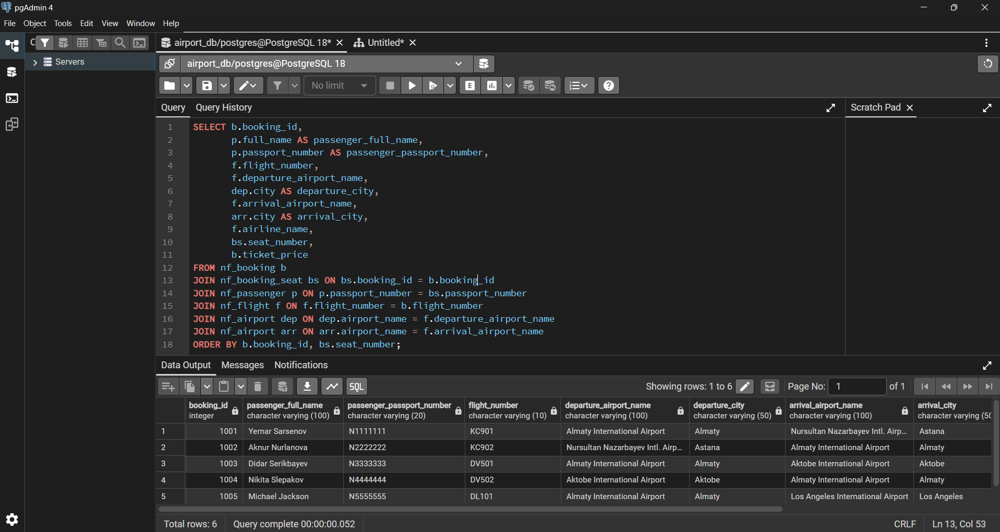 pgAdmin 4
File Object Tools Edit View Window Help
airport_db/postgres@PostgreSQL 18* Untitled*
Servers
airport_db/postgres@PostgreSQL 18
No limit
E
Query Query History
Scratch Pad
1 SELECT b.booking_id,
2 p.full_name AS passenger_full_name,
3 p.passport_number AS passenger_passport_number,
4 f.flight_number,
5 f.departure_airport_name,
6 dep.city AS departure_city,
7 f.arrival_airport_name,
8 arr.city AS arrival_city,
9 f.airline_name,
10 bs.seat_number,
11 b.ticket_price
12 FROM nf_booking b
13 JOIN nf_booking_seat bs ON bs.booking_id = b.booking_id
14 JOIN nf_passenger p ON p.passport_number = bs.passport_number
15 JOIN nf_flight f ON f.flight_number = b.flight_number
16 JOIN nf_airport dep ON dep.airport_name = f.departure_airport_name
17 JOIN nf_airport arr ON arr.airport_name = f.arrival_airport_name
18 ORDER BY b.booking_id, bs.seat_number;
Data Output Messages Notifications
SQL Showing rows: 1 to 6 Page No: 1 of 1
booking_id passenger_full_name passenger_passport_number flight_number departure_airport_name departure_city arrival_airport_name arrival_city
integer character varying (100) character varying (20) character varying (10) character varying (100) character varying (50) character varying (100) character varying (50
1 1001 Yernar Sarsenov N1111111 KC901 Almaty International Airport Almaty Nursultan Nazarbayev Intl. Airp... Astana
2 1002 Aknur Nurlanova N2222222 KC902 Nursultan Nazarbayev Intl. Airp... Astana Almaty International Airport Almaty
3 1003 Didar Serikbayev N3333333 DV501 Almaty International Airport Almaty Aktobe International Airport Aktobe
4 1004 Nikita Slepakov N4444444 DV502 Aktobe International Airport Aktobe Almaty International Airport Almaty
5 1005 Michael Jackson N5555555 DL101 Almaty International Airport Almaty Los Angeles International Airport Los Angeles
Total rows: 6 Query complete 00:00:00.052 CRLF Ln 13, Col 53